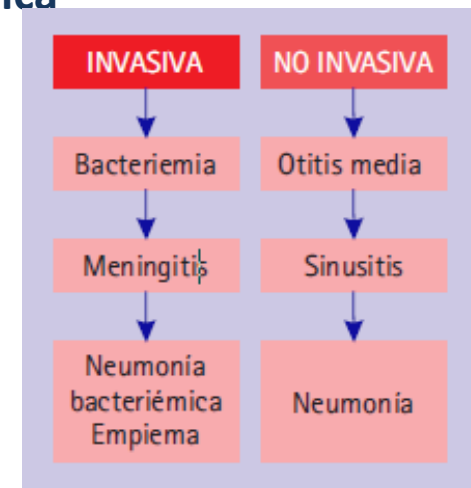 INVASIVA
NO INVASIVA
Bacteriemia
Otitis media
Meningitis
Sinusitis
Neumonía
bacteriémica
Empiema
Neumonía